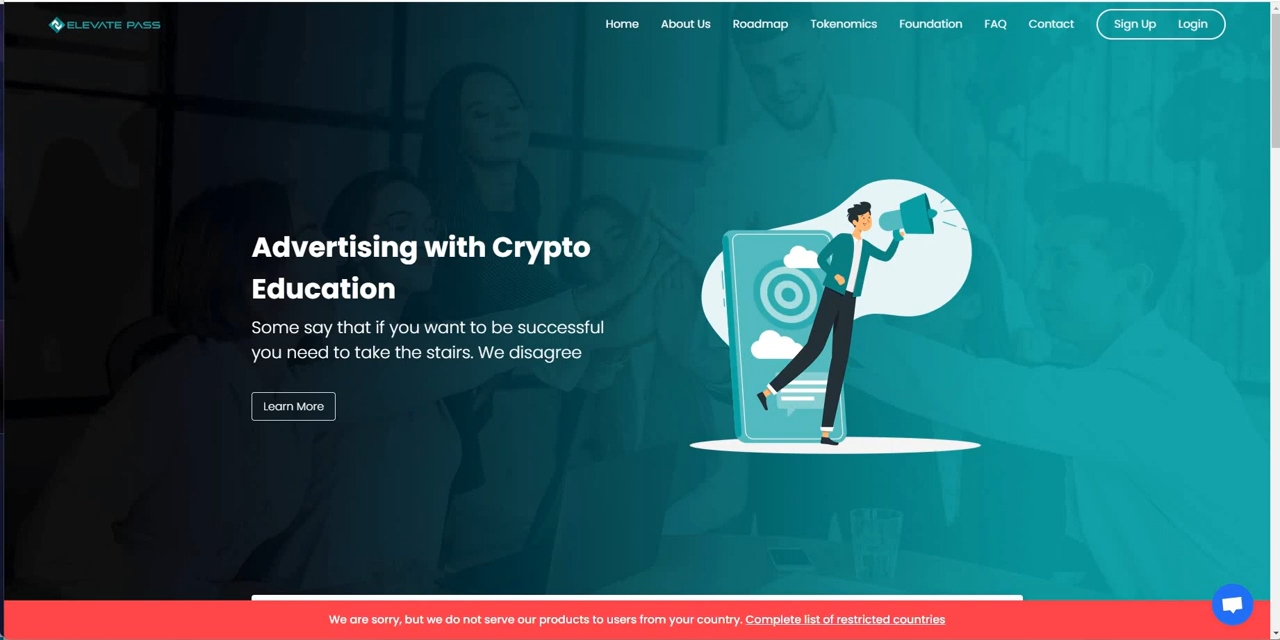 ELEVATE PASS
Home About Us Roadmap Tokenomics Foundation FAQ Contact Sign Up Login
Advertising with Crypto
Education
Some say that if you want to be successful
you need to take the stairs. We disagree
Learn More
We are sorry, but we do not serve our products to users from your country. Complete list of restricted countries